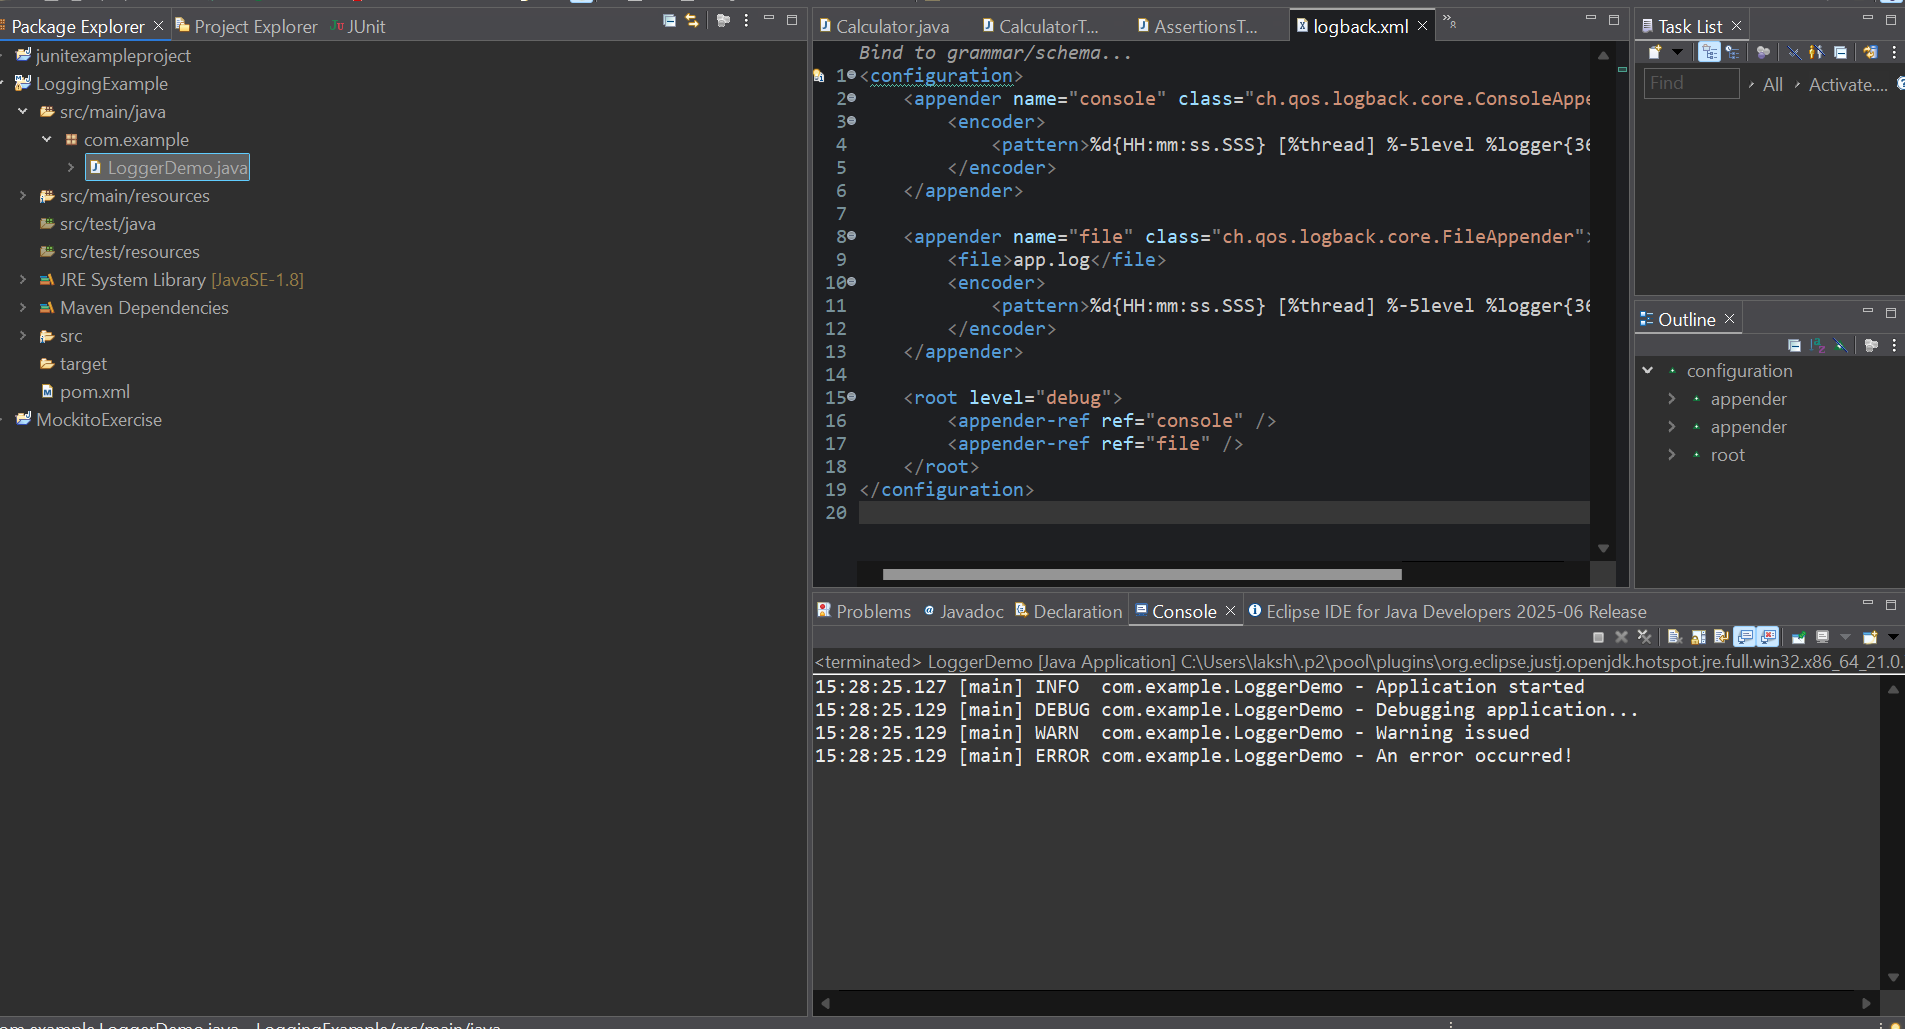 Package Explorer
Project Explorer
JUnit
junitexampleproject
LoggingExample
src/main/java
com.example
LoggerDemo.java
src/main/resources
src/test/java
src/test/resources
JRE System Library [JavaSE-1.8]
Maven Dependencies
src
target
pom.xml
MockitoExercise
Calculator.java
CalculatorT...
AssertionsT...
logback.xml
»8
Bind to grammar/schema...
1 <configuration>
2 <appender name="console" class="ch.qos.logback.core.ConsoleAppe
3 <encoder>
4 <pattern>%d{HH:mm:ss.SSS} [%thread] %-5level %logger{36
5 </encoder>
6 </appender>
7
8 <appender name="file" class="ch.qos.logback.core.FileAppender">
9 <file>app.log</file>
10 <encoder>
11 <pattern>%d{HH:mm:ss.SSS} [%thread] %-5level %logger{36
12 </encoder>
13 </appender>
14
15 <root level="debug">
16 <appender-ref ref="console" />
17 <appender-ref ref="file" />
18 </root>
19 </configuration>
20
Task List
Find
All
Activate....
Outline
configuration
appender
appender
root
Problems
Javadoc
Declaration
Console
Eclipse IDE for Java Developers 2025-06 Release
<terminated> LoggerDemo [Java Application] C:\Users\laksh\.p2\pool\plugins\org.eclipse.justj.openjdk.hotspot.jre.full.win32.x86_64_21.0.
15:28:25.127 [main] INFO  com.example.LoggerDemo - Application started
15:28:25.129 [main] DEBUG com.example.LoggerDemo - Debugging application...
15:28:25.129 [main] WARN  com.example.LoggerDemo - Warning issued
15:28:25.129 [main] ERROR com.example.LoggerDemo - An error occurred!
om.example.LoggerDemo.java - LoggingExample/src/main/java